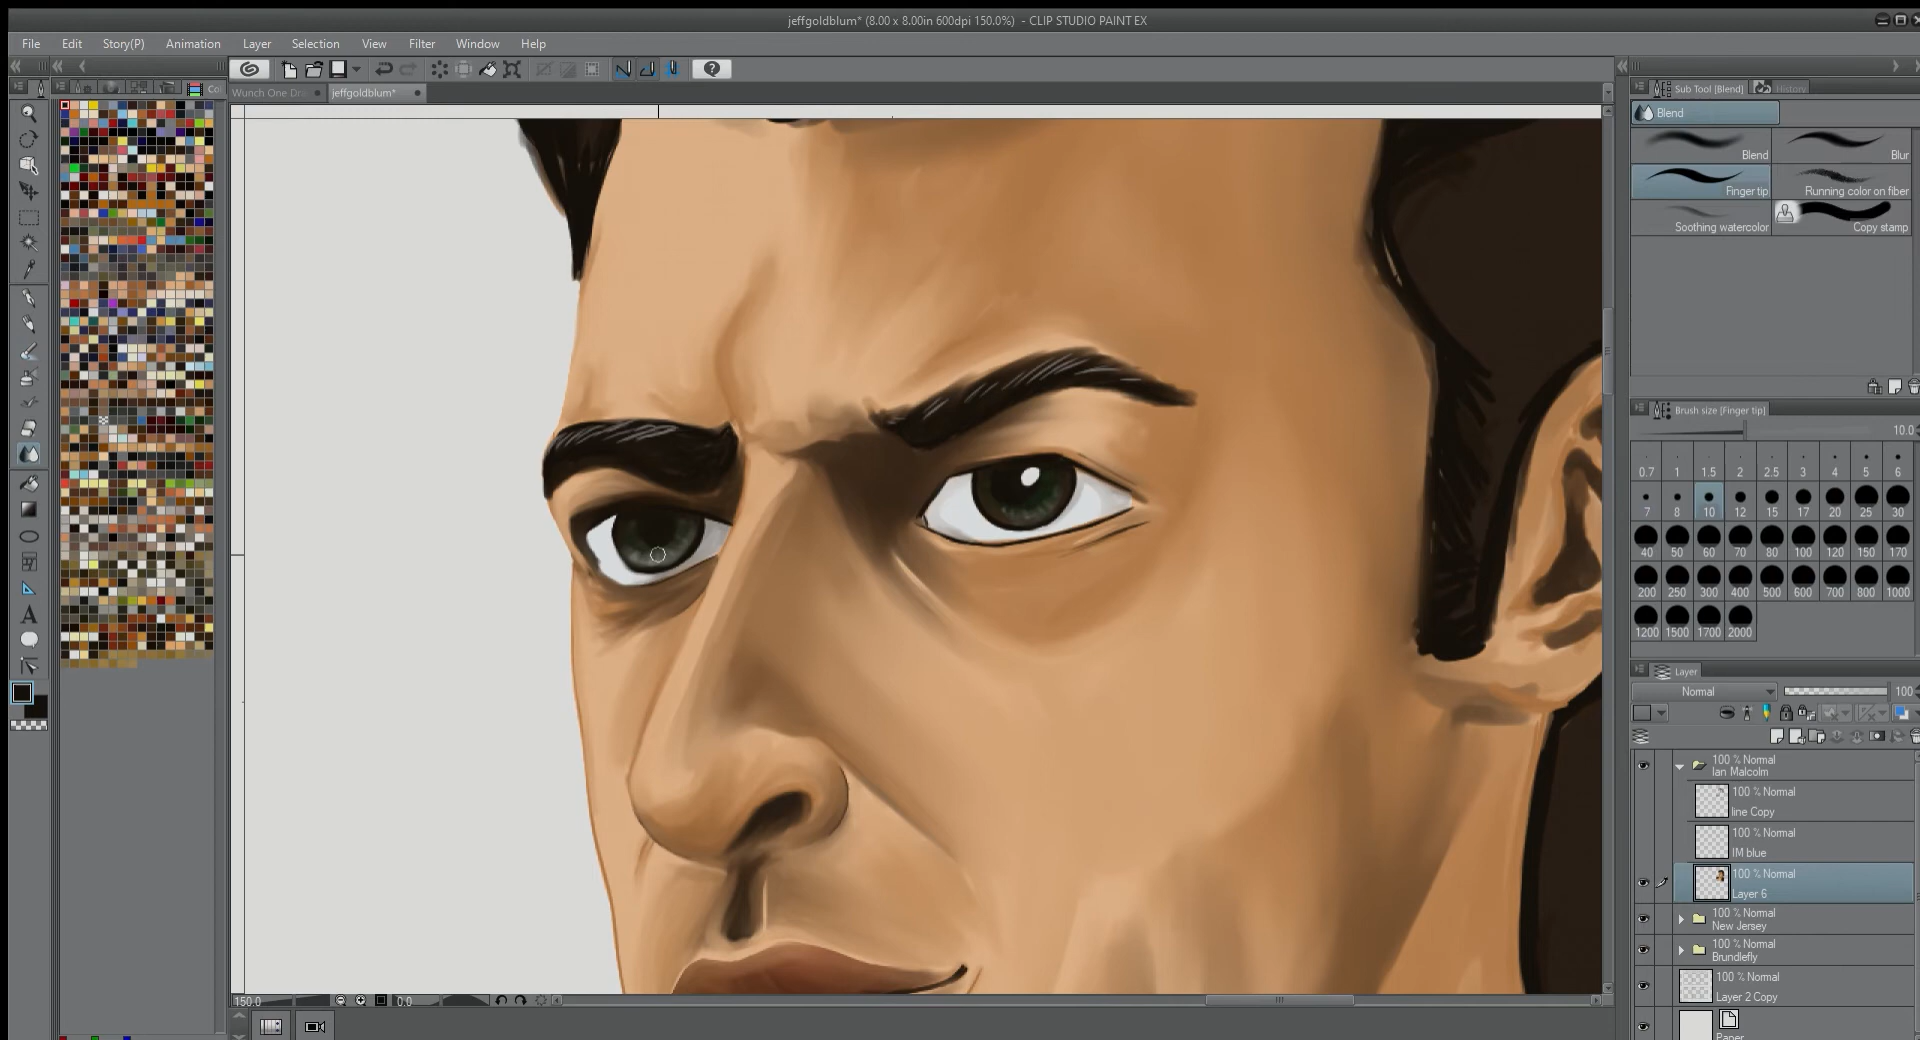 jeffgoldblum* (8.00 x 8.00in 600dpi 150.0%) - CLIP STUDIO PAINT EX
File Edit Story(P) Animation Layer Selection View Filter Window Help
Co
Wunch One Dra
jeffgoldblum*
Sub Tool [Blend] History
Blend
Blend Blur
Finger tip Running color on fiber
Soothing watercolor Copy stamp
Brush size [Finger tip]
10.0
0.7 1 1.5 2 2.5 3 4 5 6
7 8 10 12 15 17 20 25 30
40 50 60 70 80 100 120 150 170
200 250 300 400 500 600 700 800 1000
1200 1500 1700 2000
Layer
Normal 100
100 % Normal
Ian Malcolm
100 % Normal
line Copy
100 % Normal
IM blue
100 % Normal
Layer 6
100 % Normal
New Jersey
100 % Normal
Brundlefly
100 % Normal
Layer 2 Copy
Paper
150.0 0.0